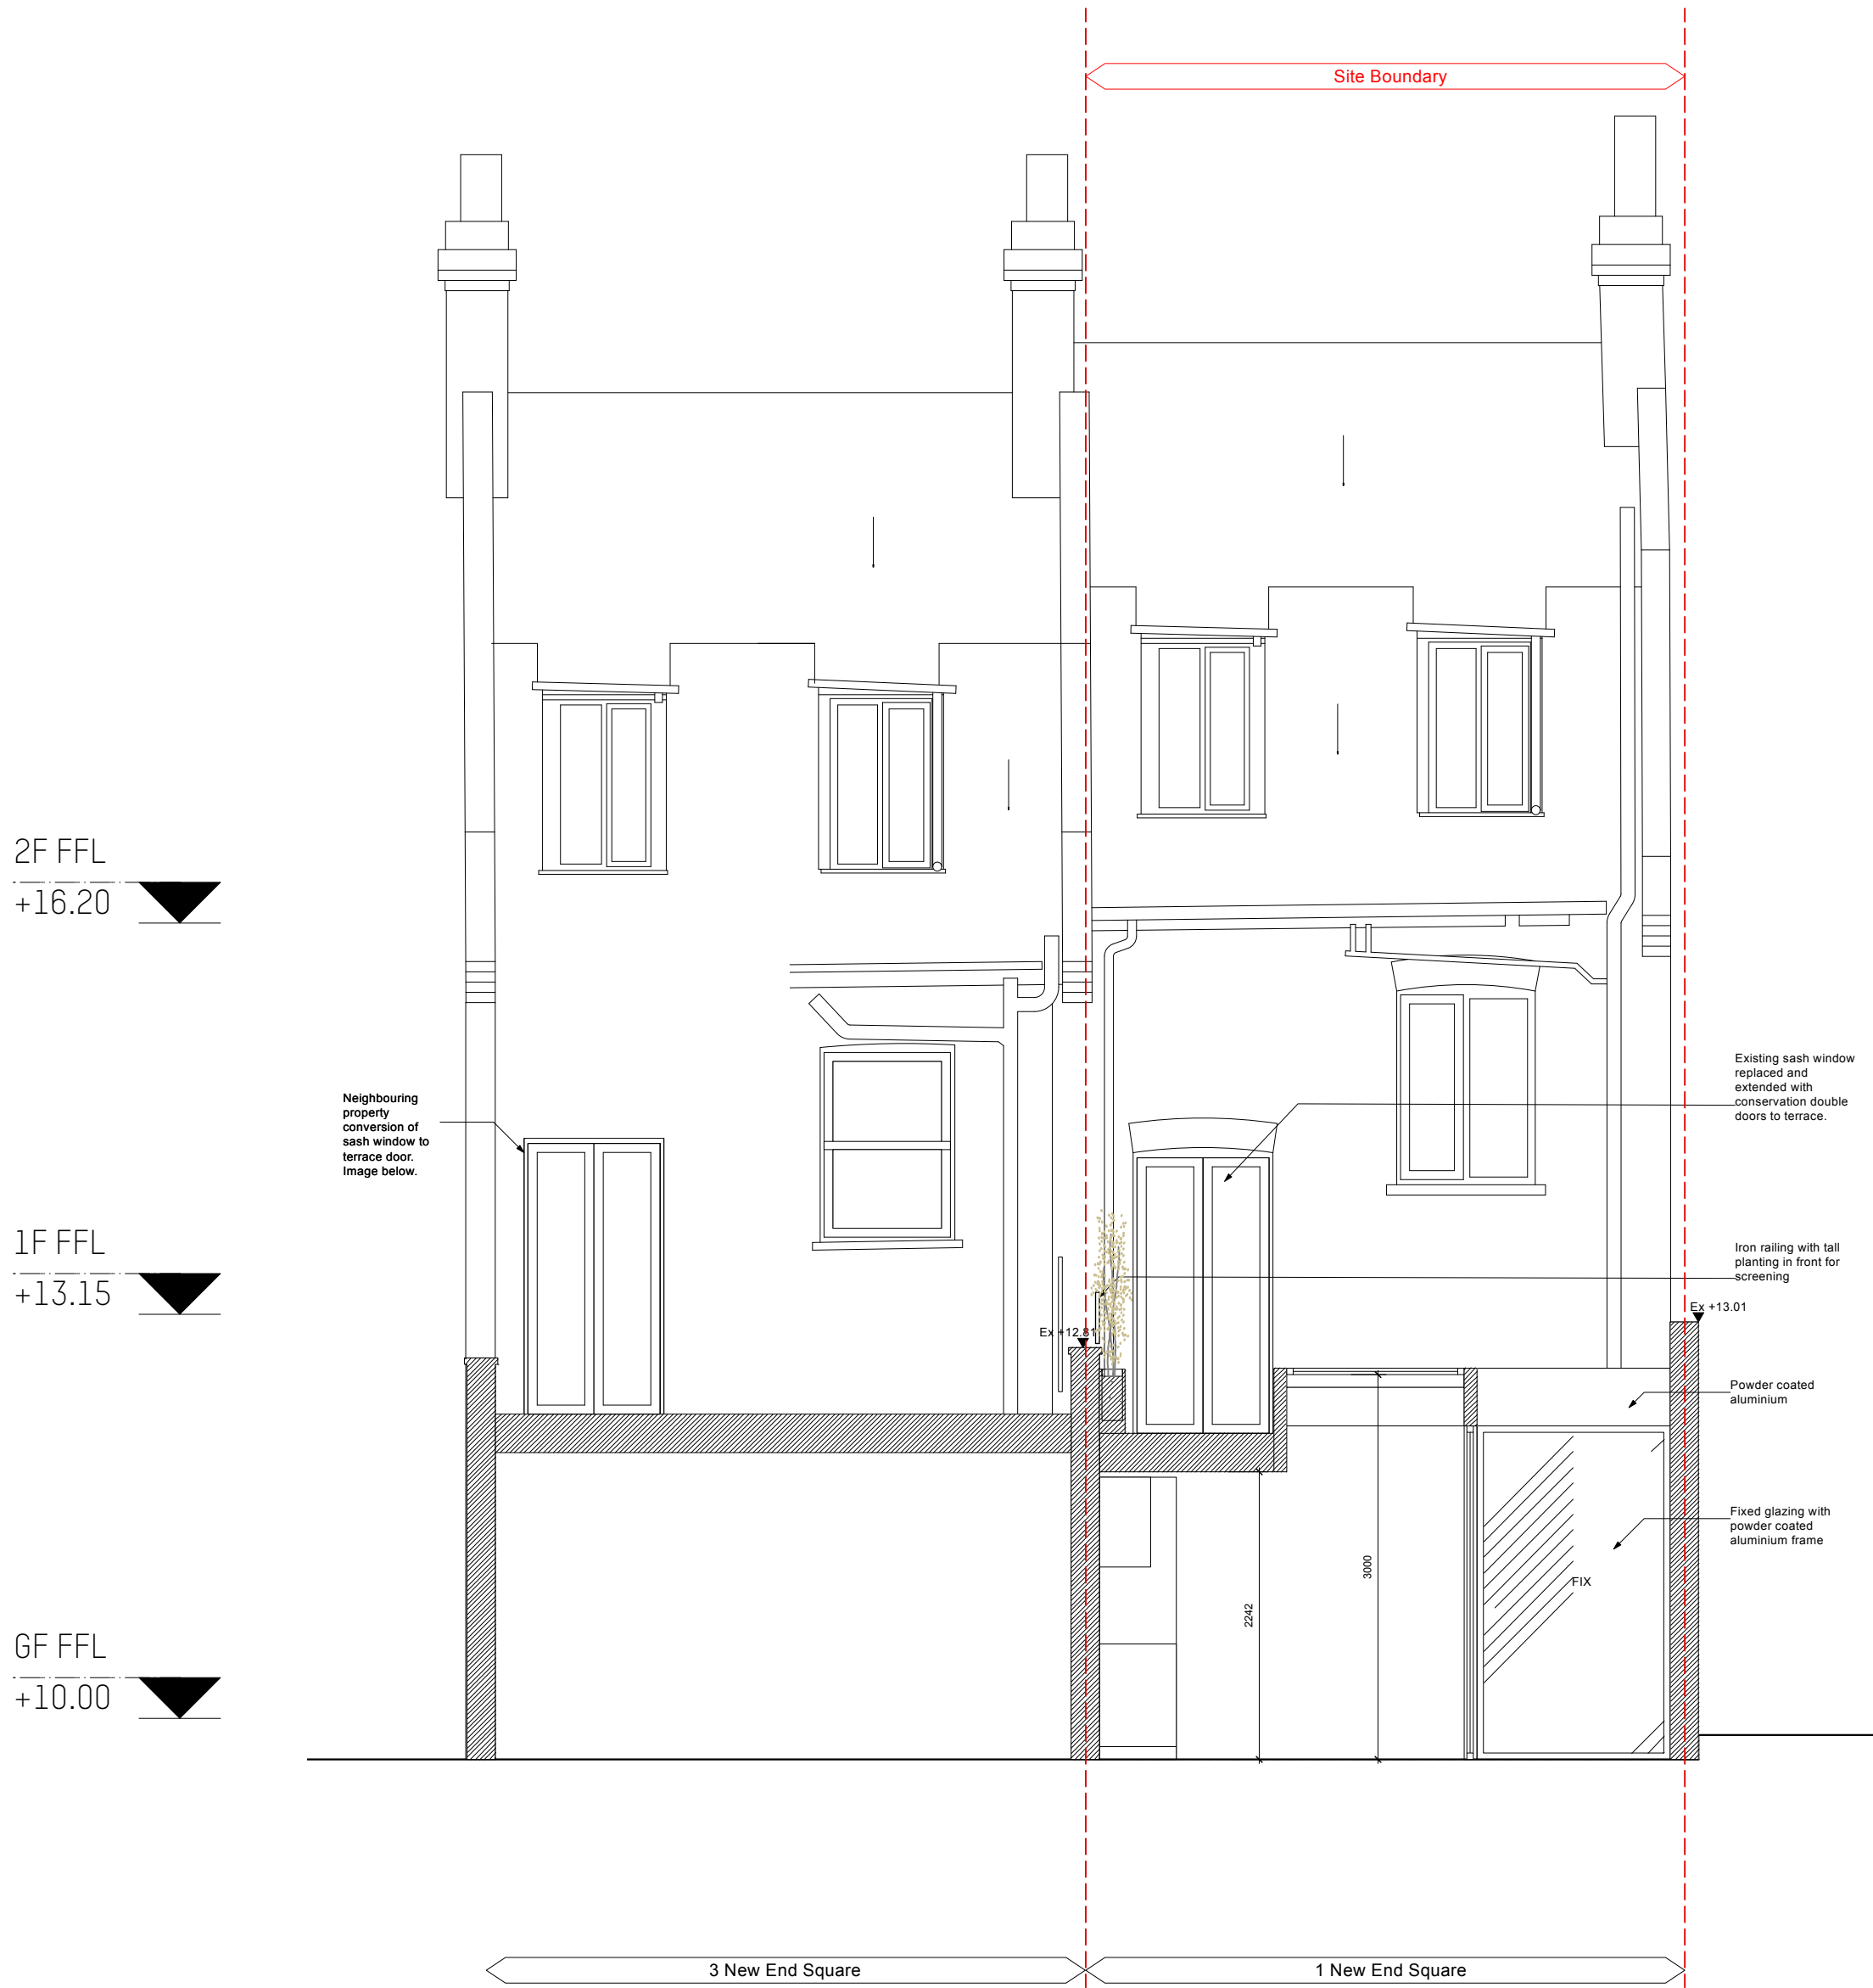 Site Boundary
2F FFL
+16.20
Existing sash window
replaced and
extended with
conservation double
doors to terrace.
Neighbouring
property
conversion of
sash window to
terrace door.
Image below.
1F FFL
+13.15
Iron railing with tall
planting in front for
screening
Ex +13.01
Ex +12.81
Powder coated
aluminium
Fixed glazing with
powder coated
aluminium frame
3000
FIX
2242
GF FFL
+10.00
3 New End Square
1 New End Square